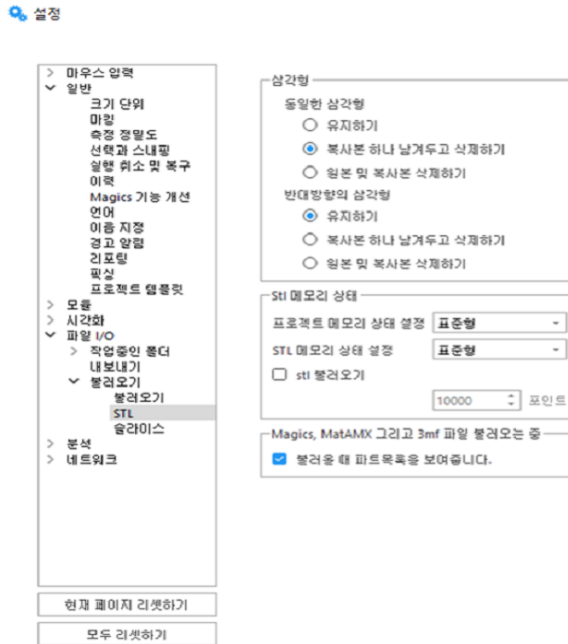 설정
마우스 입력
일반
크기 단위
마킹
측정 정밀도
선택과 스내핑
실행 취소 및 복구
이력
Magics 기능 개선
언어
이음 지정
경고 알림
리포팅
픽싱
프로젝트 템플릿
모듈
시각화
파일 I/O
작업중인 폴더
내보내기
불러오기
불러오기
STL
슬라이스
분석
네트워크
현재 페이지 리셋하기
모두 리셋하기
삼각형
동일한 삼각형
유지하기
복사본 하나 남겨두고 삭제하기
원본 및 복사본 삭제하기
반대방향의 삼각형
유지하기
복사본 하나 남겨두고 삭제하기
원본 및 복사본 삭제하기
Stl 메모리 상태
프로젝트 메모리 상태 설정 표준형
STL 메모리 상태 설정 표준형
stl 불러오기
10000 포인트
Magics, MatAMX 그리고 3mf 파일 불러오는 중
불러올 때 파트목록을 보여줍니다.